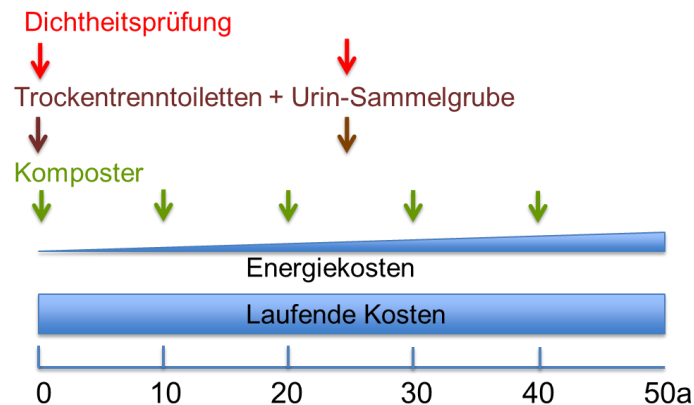 Dichtheitsprüfung
Trockentrenntoiletten + Urin-Sammelgrube
Komposter
Energiekosten
Laufende Kosten
0 10 20 30 40 50a